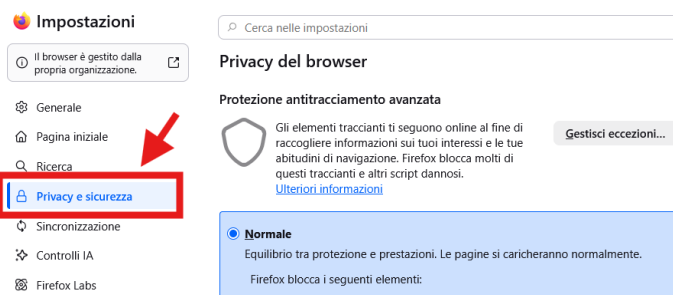 Impostazioni
Il browser è gestito dalla
propria organizzazione.
Generale
Pagina iniziale
Ricerca
Privacy e sicurezza
Sincronizzazione
Controlli IA
Firefox Labs
Cerca nelle impostazioni
Privacy del browser
Protezione antitracciamento avanzata
Gli elementi traccianti ti seguono online al fine di
raccogliere informazioni sui tuoi interessi e le tue
abitudini di navigazione. Firefox blocca molti di
questi traccianti e altri script dannosi.
Ulteriori informazioni
Gestisci eccezioni...
Normale
Equilibrio tra protezione e prestazioni. Le pagine si caricheranno normalmente.
Firefox blocca i seguenti elementi: